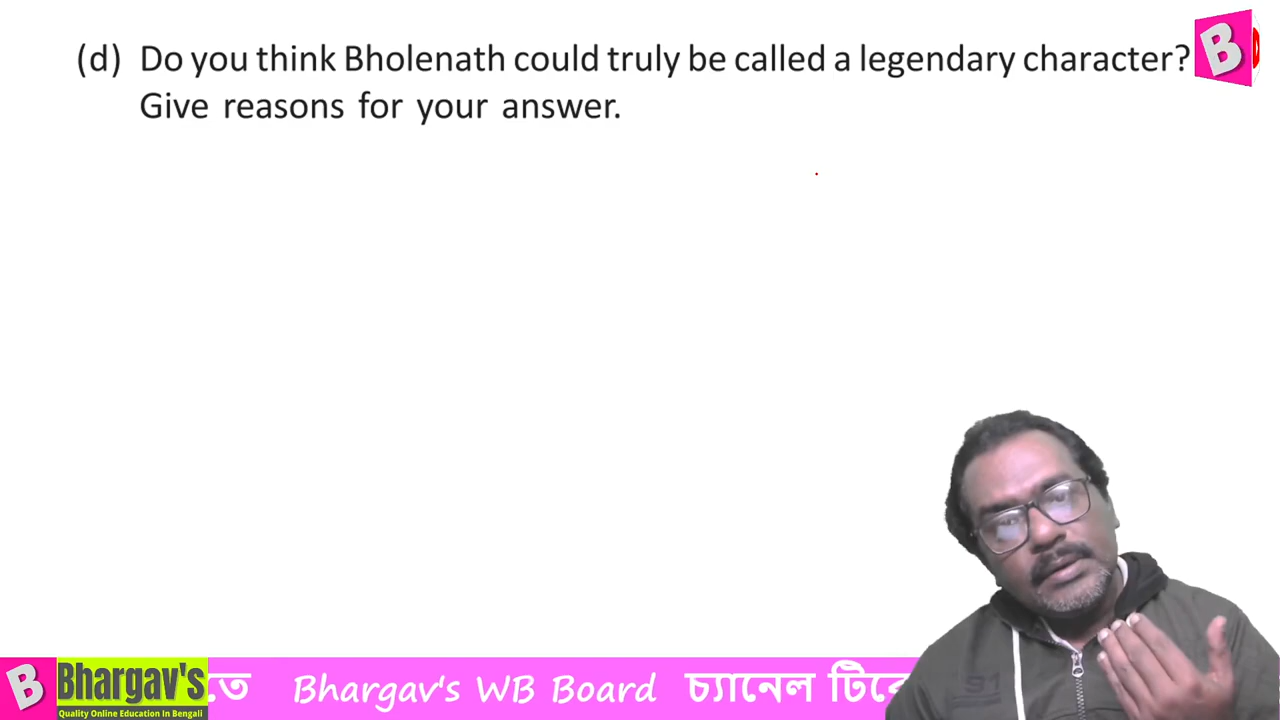 (d) Do you think Bholenath could truly be called a legendary character?
Give reasons for your answer.
B
91
B Bhargav's
Quality Online Education in Bengali
তে Bhargav's WB Board চ্যানেল